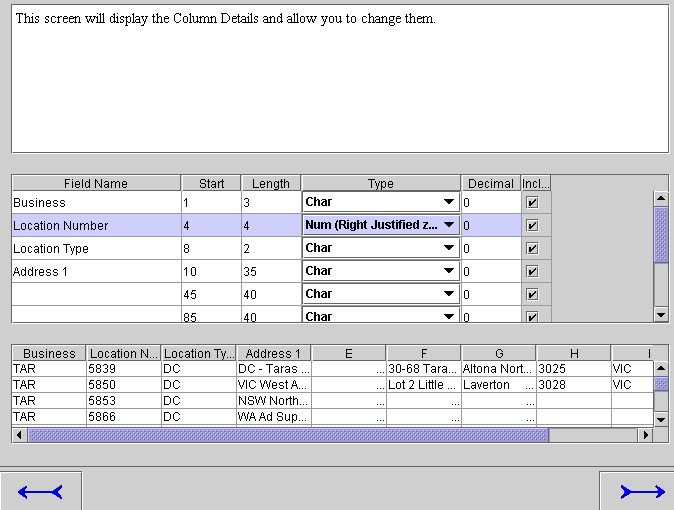 This screen will display the Column Details and allow you to change them.
Field Name Start Length Type Decimal Incl...
Business 1 3 Char 0
Location Number 4 4 Num (Right Justified z... 0
Location Type 8 2 Char 0
Address 1 10 35 Char 0
45 40 Char 0
85 40 Char 0
Business Location N... Location Ty... Address 1 E F G H I
TAR 5839 DC DC - Taras ... ... 30-68 Tara... Altona Nort... 3025 VIC
TAR 5850 DC VIC West A... ... Lot 2 Little ... Laverton ... 3028 VIC
TAR 5853 DC NSW North... ... ... ...
TAR 5866 DC WA Ad Sup... ... ... ...